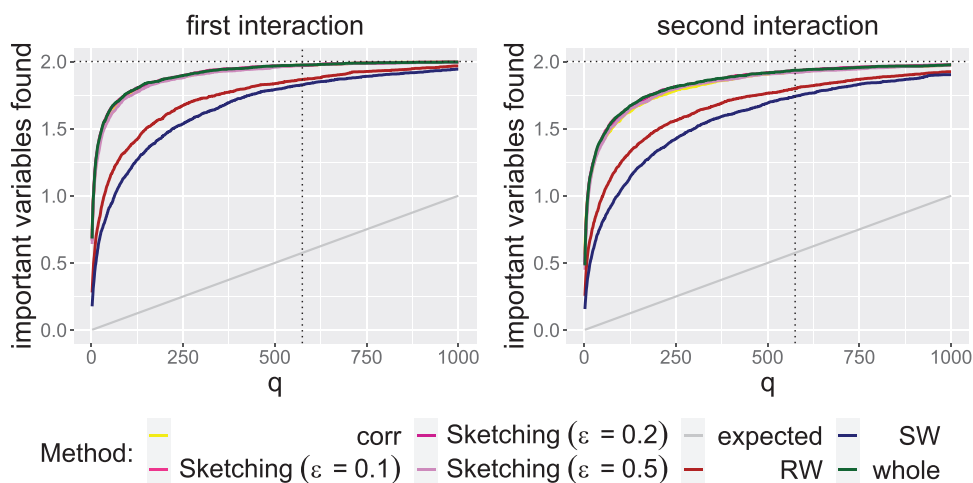 first interaction
second interaction
important variables found
2.0
1.5
1.0
0.5
0.0
0
250
500
750
1000
q
important variables found
2.0
1.5
1.0
0.5
0.0
0
250
500
750
1000
q
Method:
corr
Sketching (ε = 0.1)
Sketching (ε = 0.2)
Sketching (ε = 0.5)
expected
RW
SW
whole